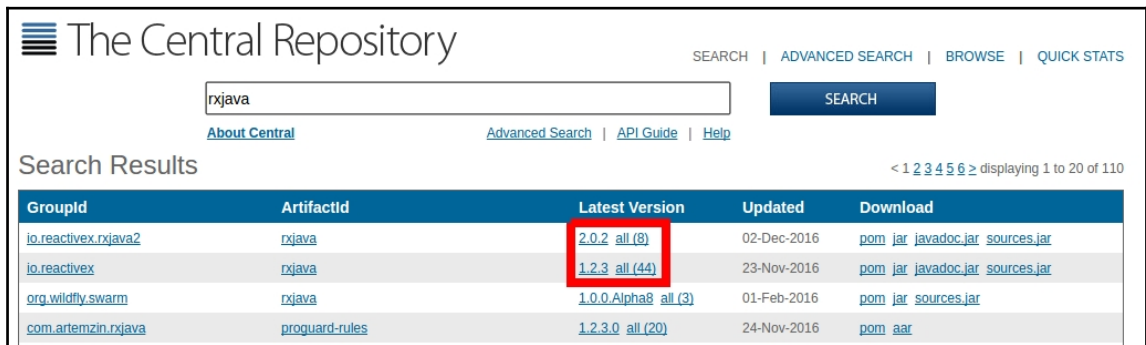 The Central Repository
SEARCH | ADVANCED SEARCH | BROWSE | QUICK STATS
rxjava SEARCH
About Central Advanced Search | API Guide | Help
Search Results
< 1 2 3 4 5 6 > displaying 1 to 20 of 110
GroupId ArtifactId Latest Version Updated Download
io.reactivex.rxjava2 rxjava 2.0.2 all (8) 02-Dec-2016 pom jar javadoc.jar sources.jar
io.reactivex rxjava 1.2.3 all (44) 23-Nov-2016 pom jar javadoc.jar sources.jar
org.wildfly.swarm rxjava 1.0.0.Alpha8 all (3) 01-Feb-2016 pom jar sources.jar
com.artemzin.rxjava proguard-rules 1.2.3.0 all (20) 24-Nov-2016 pom aar